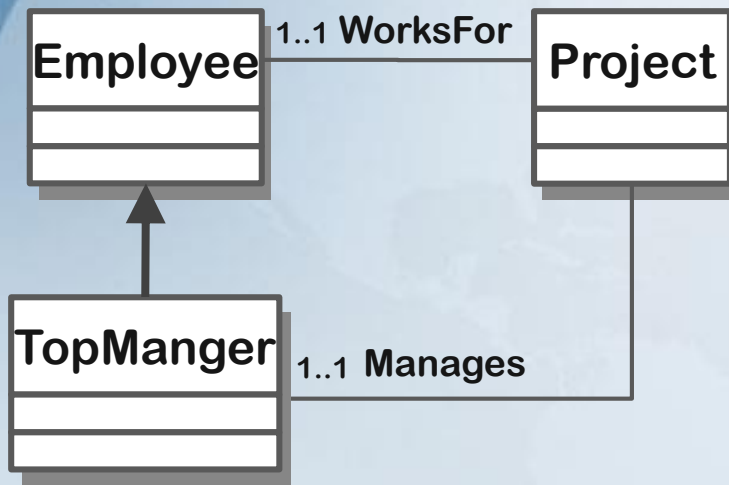 1..1 WorksFor
Employee
Project
TopManger
1..1 Manages